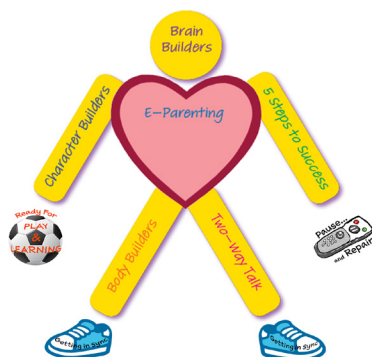 Brain
Builders
E-Parenting
Character Builders
5 Steps to Success
Ready For
PLAY
&
LEARNING
Pause...
and Repair
Body Builders
Two-Way Talk
Getting in Sync
Getting in Sync